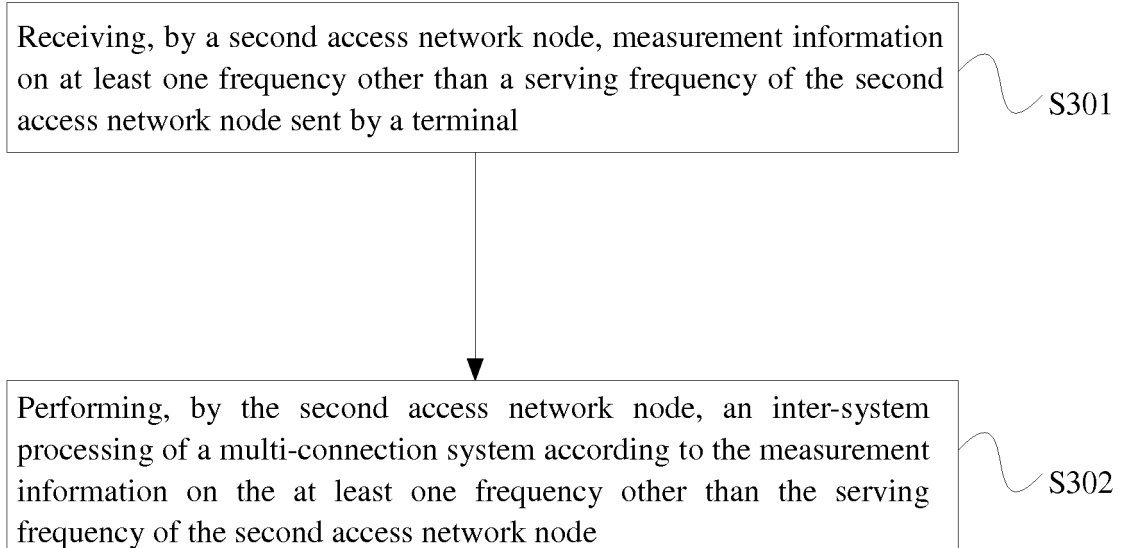 Receiving, by a second access network node, measurement information
on at least one frequency other than a serving frequency of the second
access network node sent by a terminal
S301
Performing, by the second access network node, an inter-system
processing of a multi-connection system according to the measurement
information on the at least one frequency other than the serving
frequency of the second access network node
S302